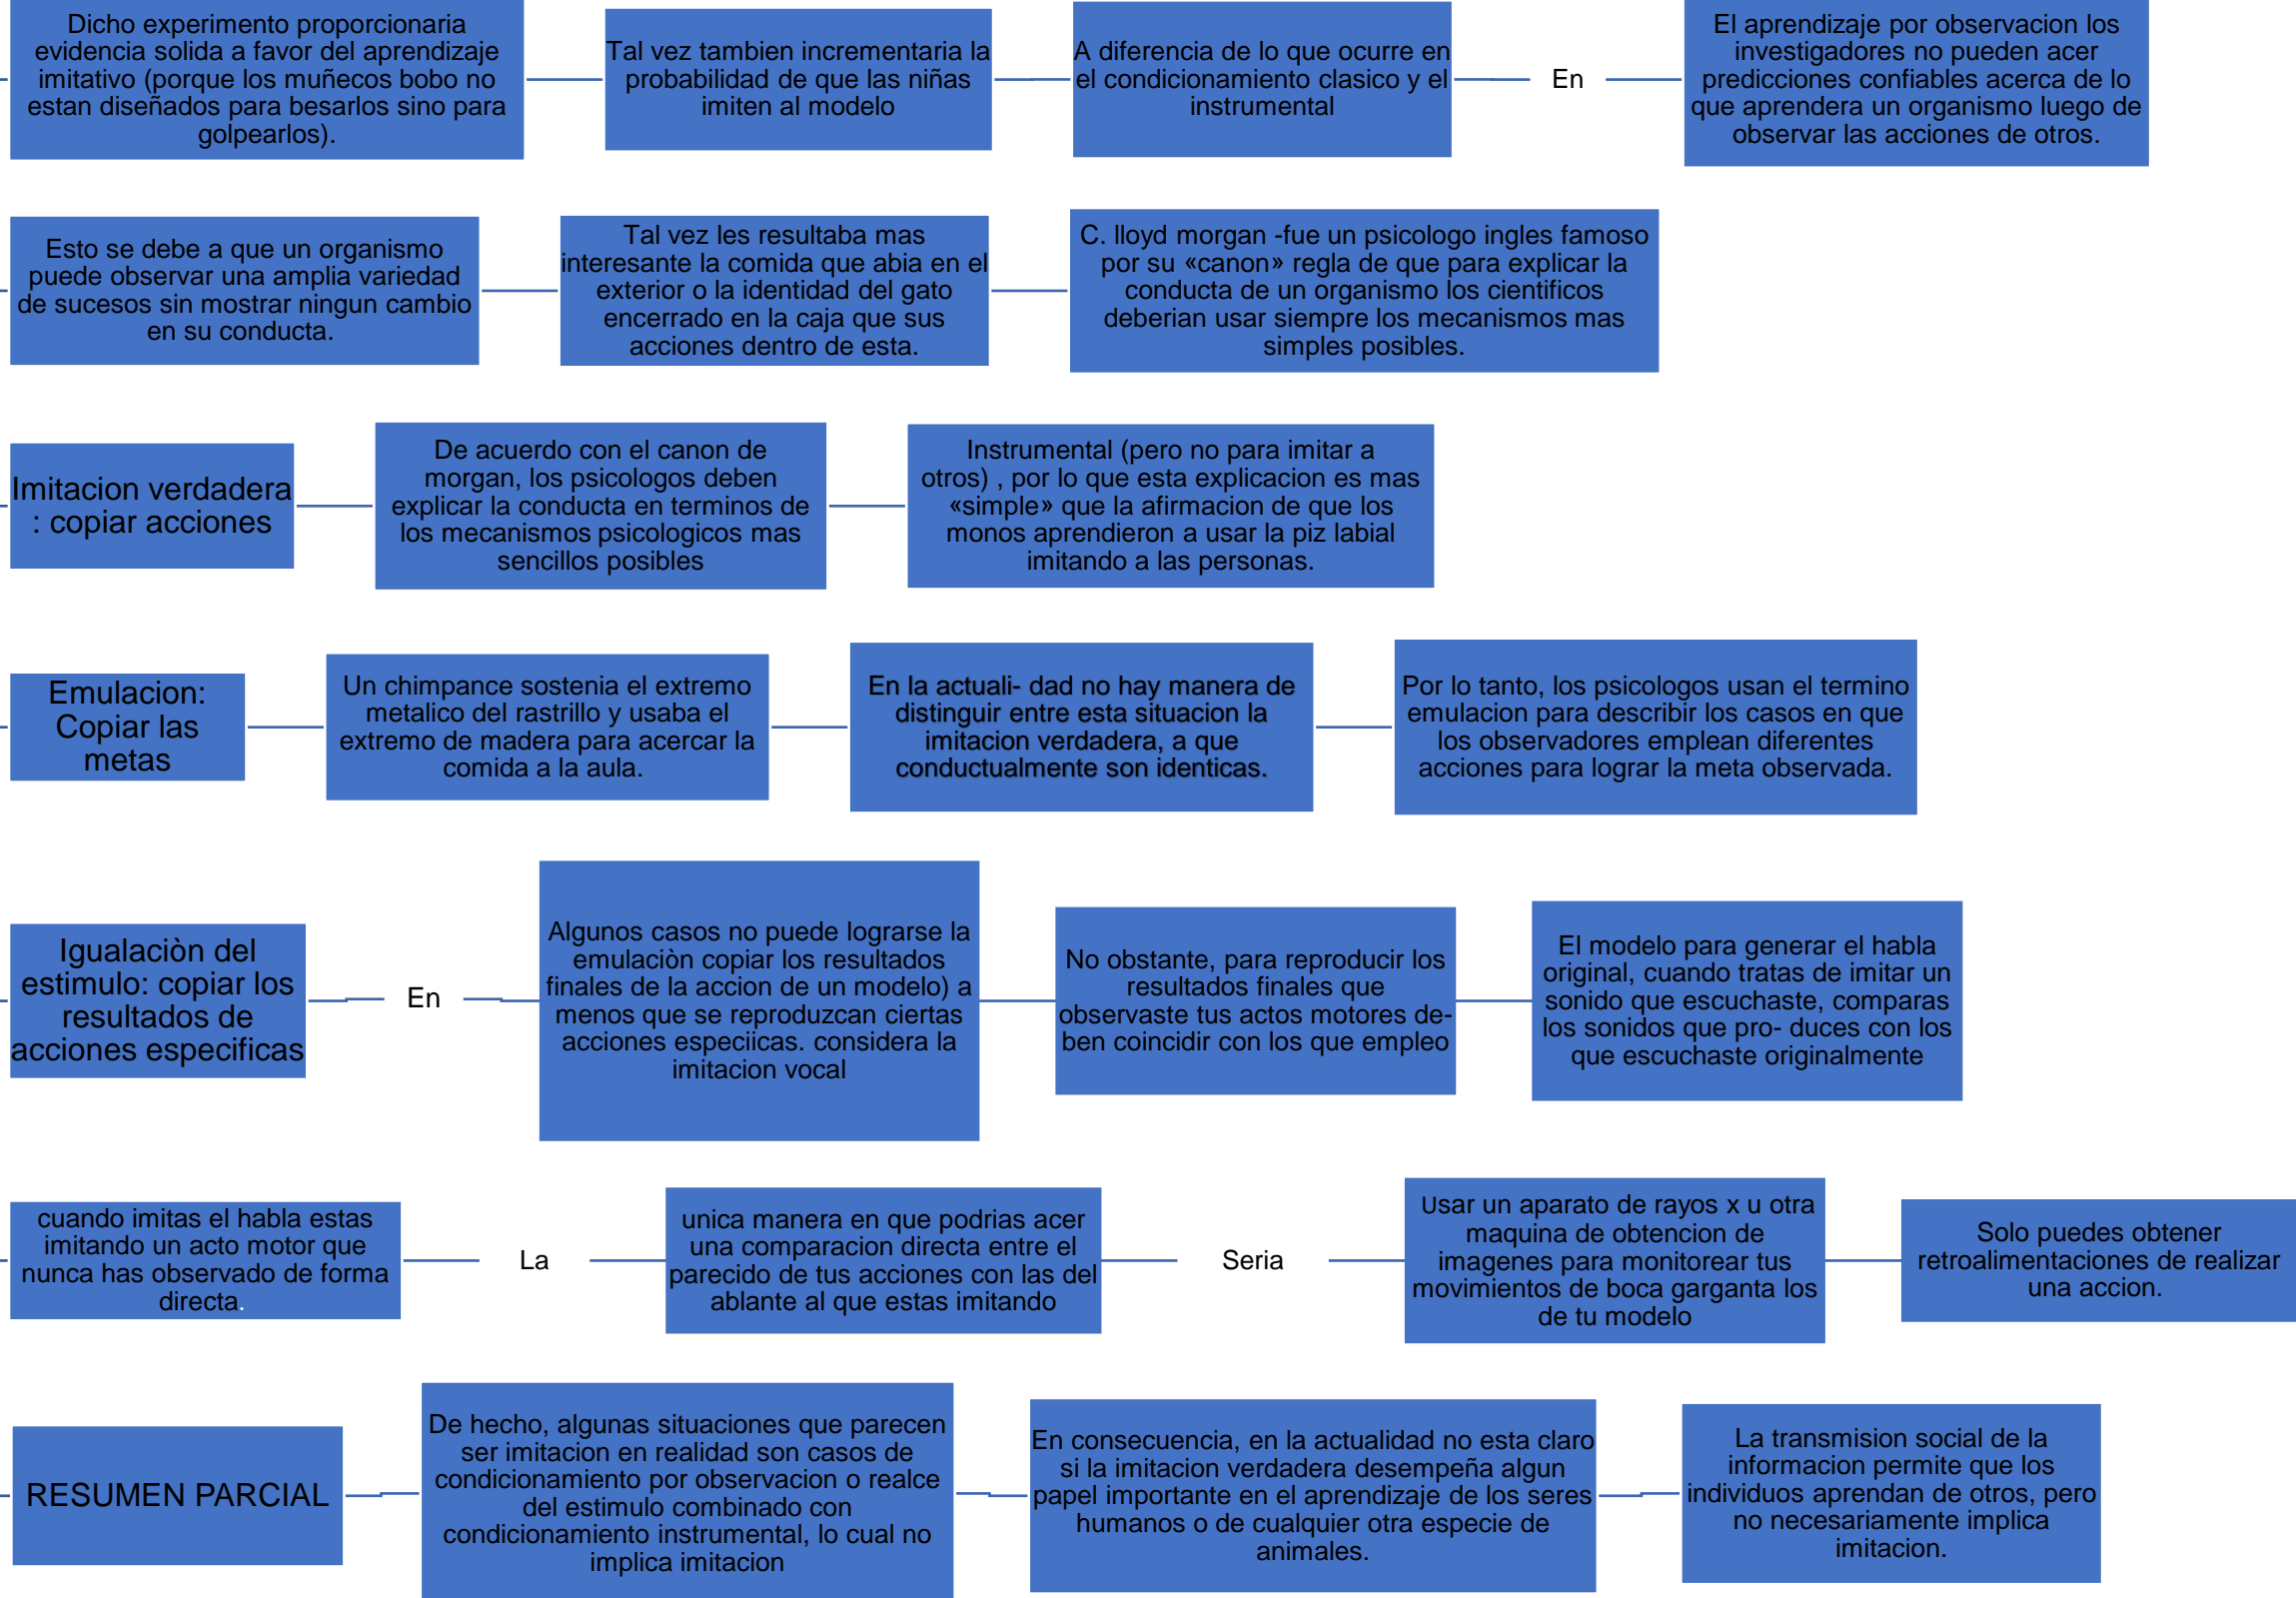 Dicho experimento proporcionaria
evidencia solida a favor del aprendizaje
imitativo (porque los muñecos bobo no
estan diseñados para besarlos sino para
golpearlos).
Tal vez tambien incrementaria la
probabilidad de que las niñas
imiten al modelo
A diferencia de lo que ocurre en
el condicionamiento clasico y el
instrumental
En
El aprendizaje por observacion los
investigadores no pueden acer
predicciones confiables acerca de lo
que aprendera un organismo luego de
observar las acciones de otros.
Esto se debe a que un organismo
puede observar una amplia variedad
de sucesos sin mostrar ningun cambio
en su conducta.
Tal vez les resultaba mas
interesante la comida que abia en el
exterior o la identidad del gato
encerrado en la caja que sus
acciones dentro de esta.
C. lloyd morgan -fue un psicologo ingles famoso
por su «canon» regla de que para explicar la
conducta de un organismo los cientificos
deberian usar siempre los mecanismos mas
simples posibles.
Imitacion verdadera
: copiar acciones
De acuerdo con el canon de
morgan, los psicologos deben
explicar la conducta en terminos de
los mecanismos psicologicos mas
sencillos posibles
Instrumental (pero no para imitar a
otros) , por lo que esta explicacion es mas
«simple» que la afirmacion de que los
monos aprendieron a usar la piz labial
imitando a las personas.
Emulacion:
Copiar las
metas
Un chimpance sostenia el extremo
metalico del rastrillo y usaba el
extremo de madera para acercar la
comida a la aula.
En la actuali- dad no hay manera de
distinguir entre esta situacion la
imitacion verdadera, a que
conductualmente son identicas.
Por lo tanto, los psicologos usan el termino
emulacion para describir los casos en que
los observadores emplean diferentes
acciones para lograr la meta observada.
Igualaciòn del
estimulo: copiar los
resultados de
acciones especificas
En
Algunos casos no puede lograrse la
emulaciòn copiar los resultados
finales de la accion de un modelo) a
menos que se reproduzcan ciertas
acciones especiicas. considera la
imitacion vocal
No obstante, para reproducir los
resultados finales que
observaste tus actos motores de-
ben coincidir con los que empleo
El modelo para generar el habla
original, cuando tratas de imitar un
sonido que escuchaste, comparas
los sonidos que pro- duces con los
que escuchaste originalmente
cuando imitas el habla estas
imitando un acto motor que
nunca has observado de forma
directa.
La
unica manera en que podrias acer
una comparacion directa entre el
parecido de tus acciones con las del
ablante al que estas imitando
Seria
Usar un aparato de rayos x u otra
maquina de obtencion de
imagenes para monitorear tus
movimientos de boca garganta los
de tu modelo
Solo puedes obtener
retroalimentaciones de realizar
una accion.
RESUMEN PARCIAL
De hecho, algunas situaciones que parecen
ser imitacion en realidad son casos de
condicionamiento por observacion o realce
del estimulo combinado con
condicionamiento instrumental, lo cual no
implica imitacion
En consecuencia, en la actualidad no esta claro
si la imitacion verdadera desempeña algun
papel importante en el aprendizaje de los seres
humanos o de cualquier otra especie de
animales.
La transmision social de la
informacion permite que los
individuos aprendan de otros, pero
no necesariamente implica
imitacion.